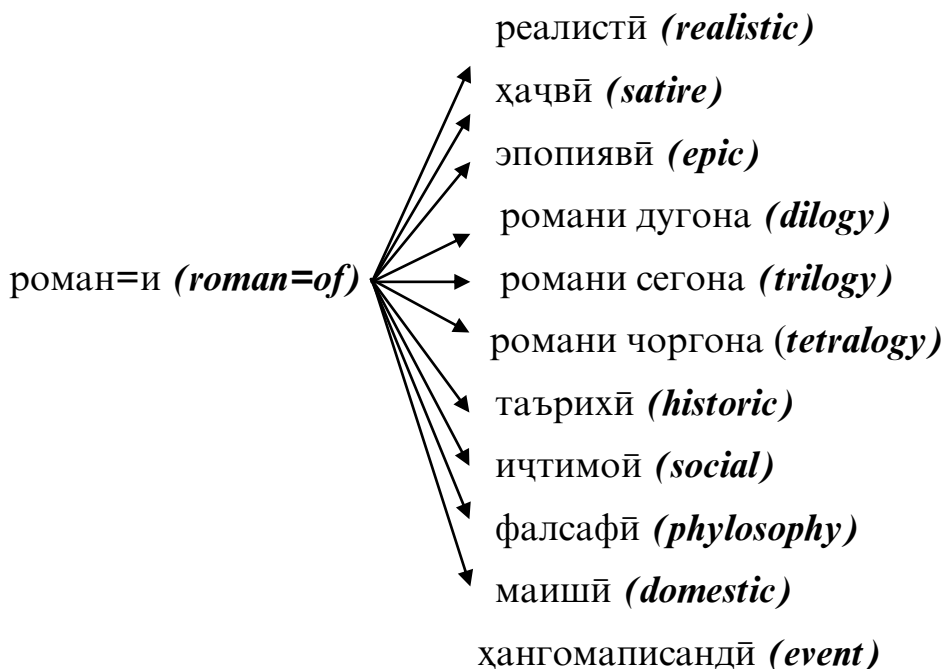 реалистӣ (realistic)
ҳаҷвӣ (satire)
эпопиявӣ (epic)
романи дугона (dilogy)
роман=и (roman=of)
романи сегона (trilogy)
романи чоргона (tetralogy)
таърихӣ (historic)
иҷтимоӣ (social)
фалсафӣ (phylosophy)
маишӣ (domestic)
ҳангомаписандӣ (event)